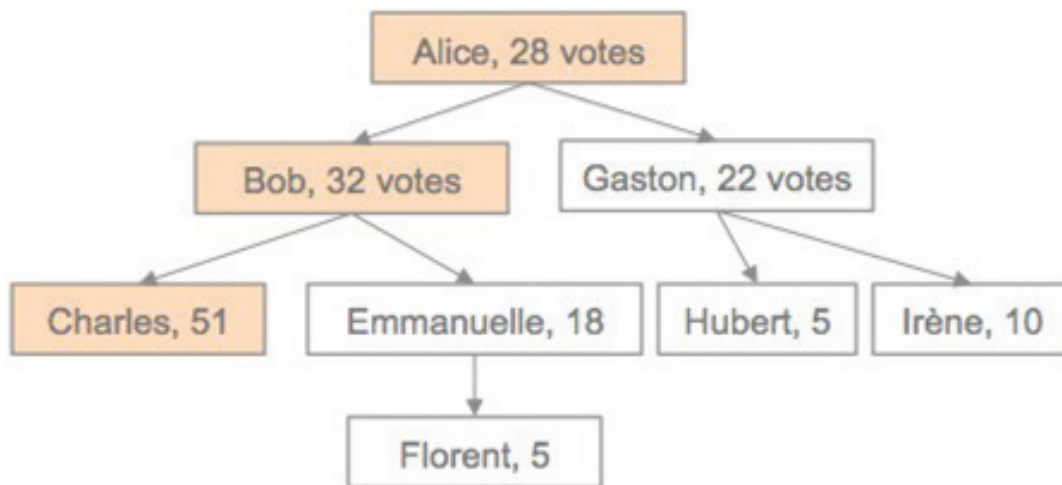 Alice, 28 votes
Bob, 32 votes
Gaston, 22 votes
Charles, 51
Emmanuelle, 18
Hubert, 5
Irène, 10
Florent, 5